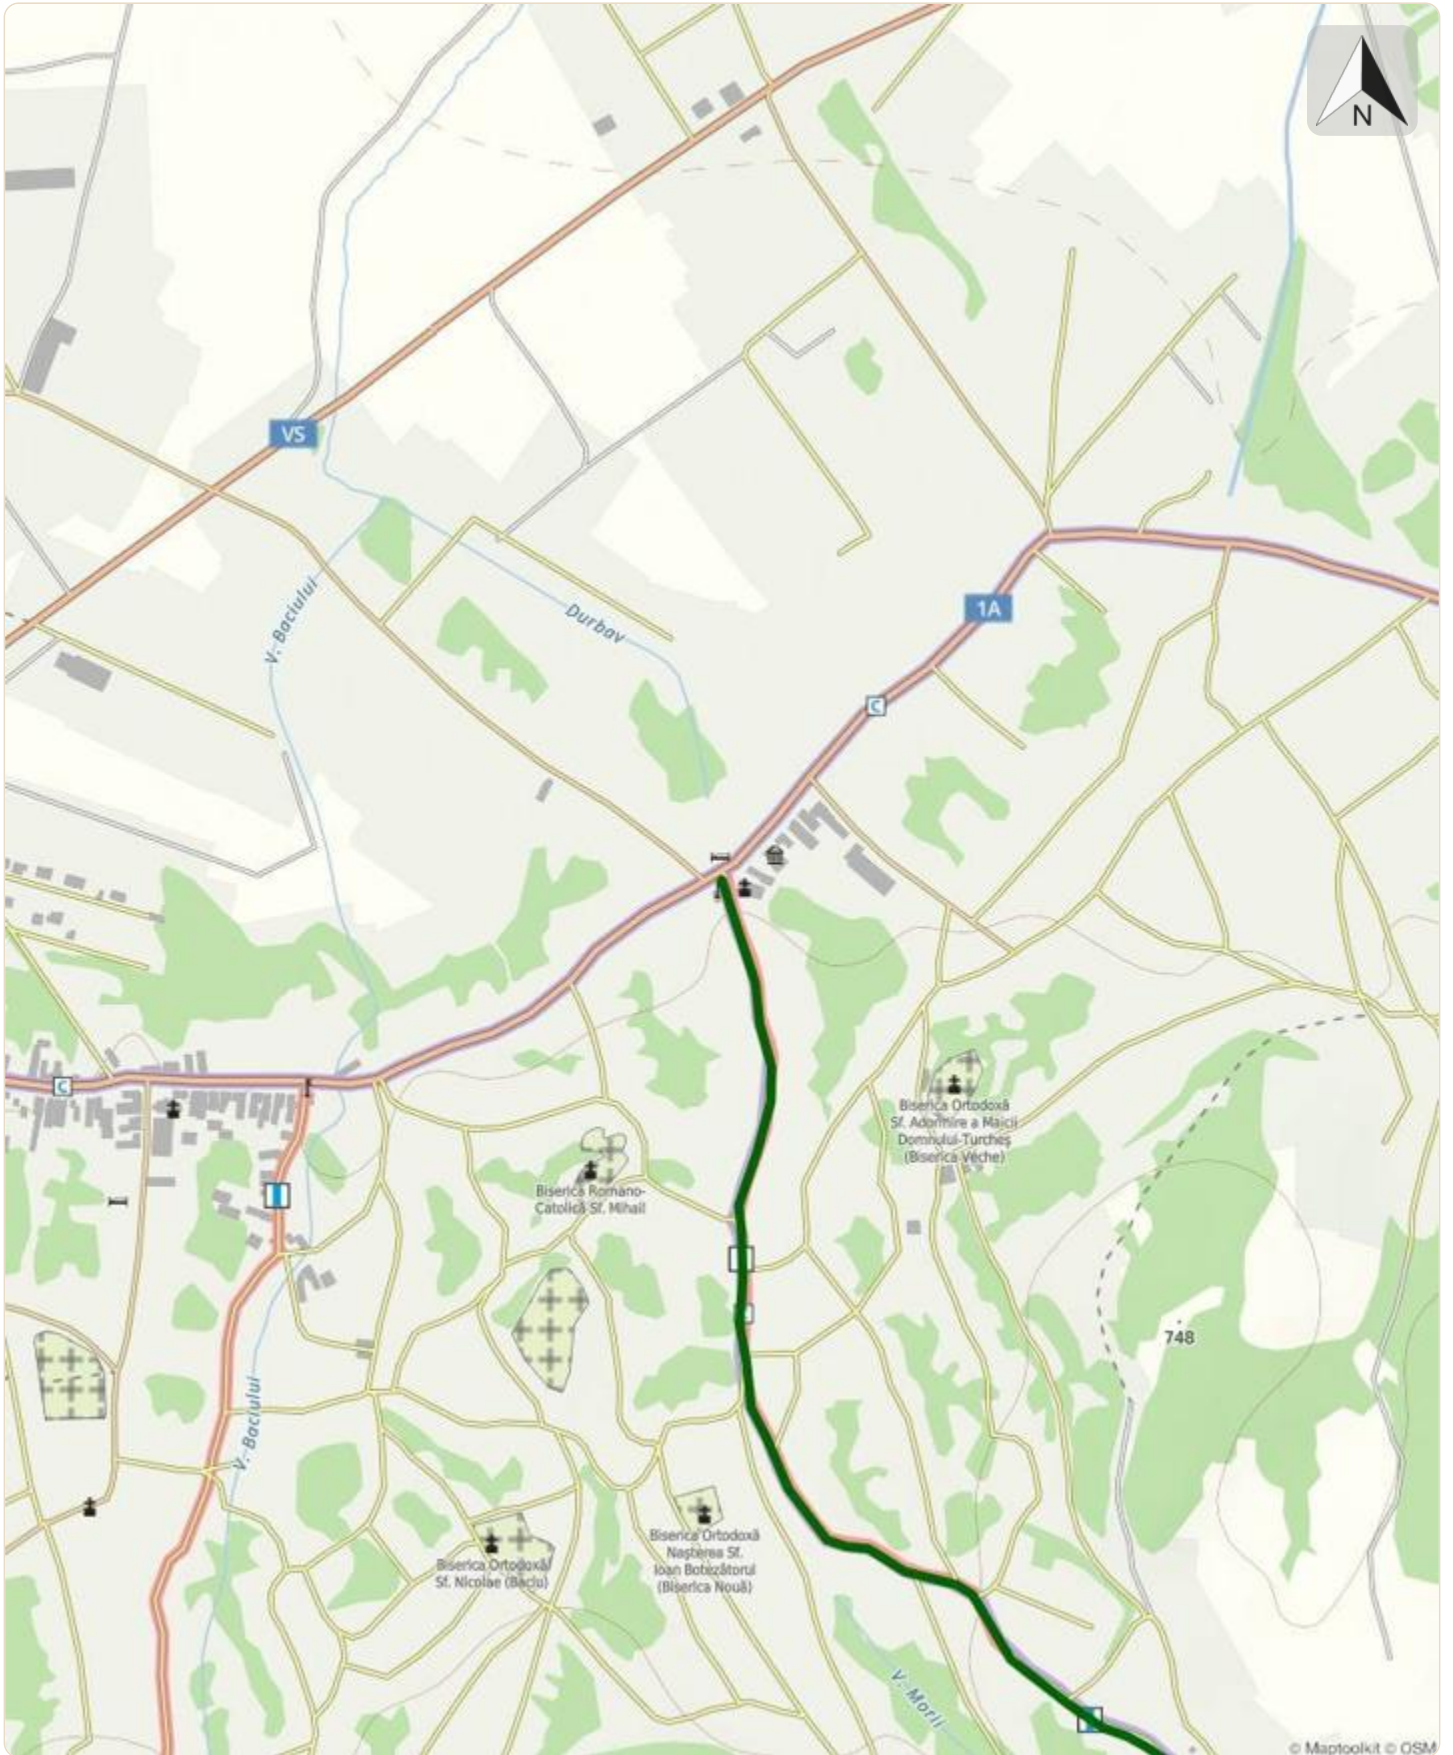 N
VS
V. Baciului
Durbav
1A
C
C
Biserica Ortodoxă
Sf. Adormire a Maicii
Domnului-Turcheș
(Biserica Veche)
Biserica Romano-
Catolică Sf. Mihail
748
V. Baciului
Biserica Ortodoxă
Nașterea Sf.
Ioan Botezătorul
(Biserica Nouă)
Biserica Ortodoxă
Sf. Nicolae (Baciu)
V. Morii
© Maptoolkit © OSM